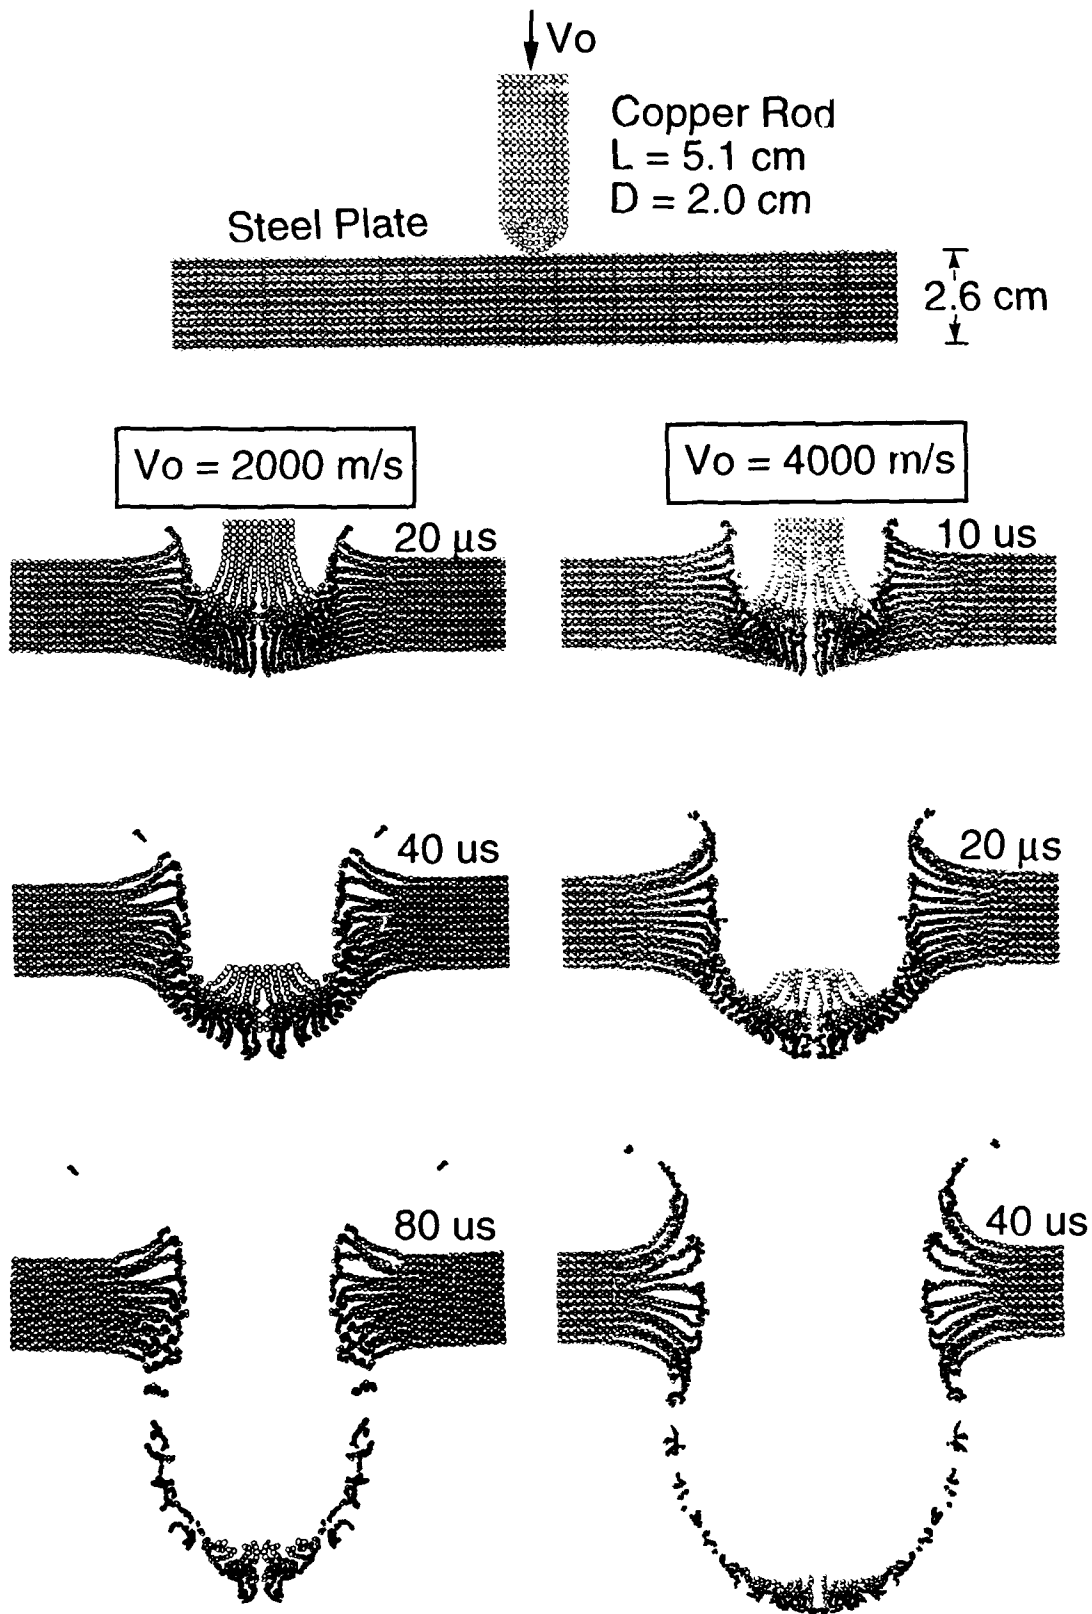 Vo
Copper Rod
L = 5.1 cm
D = 2.0 cm
Steel Plate
2.6 cm
Vo = 2000 m/s
Vo = 4000 m/s
20 µs
10 us
40 us
20 µs
80 us
40 us